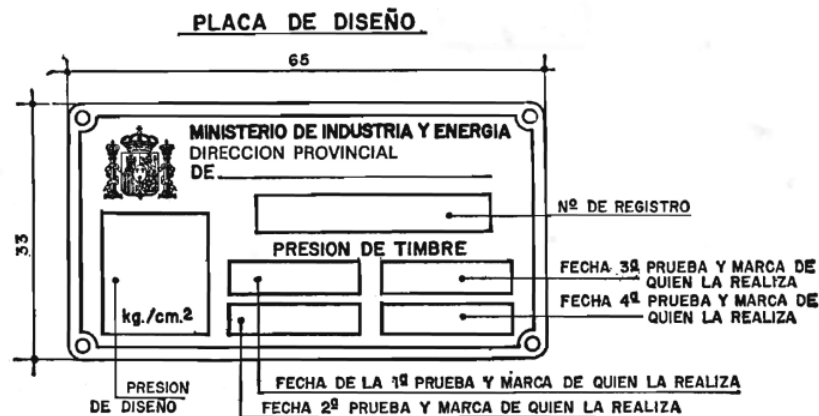 PLACA DE DISEÑO
65
33
MINISTERIO DE INDUSTRIA Y ENERGIA
DIRECCION PROVINCIAL
DE
Nº DE REGISTRO
PRESION DE TIMBRE
kg./cm.2
FECHA 3ª PRUEBA Y MARCA DE
QUIEN LA REALIZA
FECHA 4ª PRUEBA Y MARCA DE
QUIEN LA REALIZA
PRESION
DE DISEÑO
FECHA DE LA 1ª PRUEBA Y MARCA DE QUIEN LA REALIZA
FECHA 2ª PRUEBA Y MARCA DE QUIEN LA REALIZA